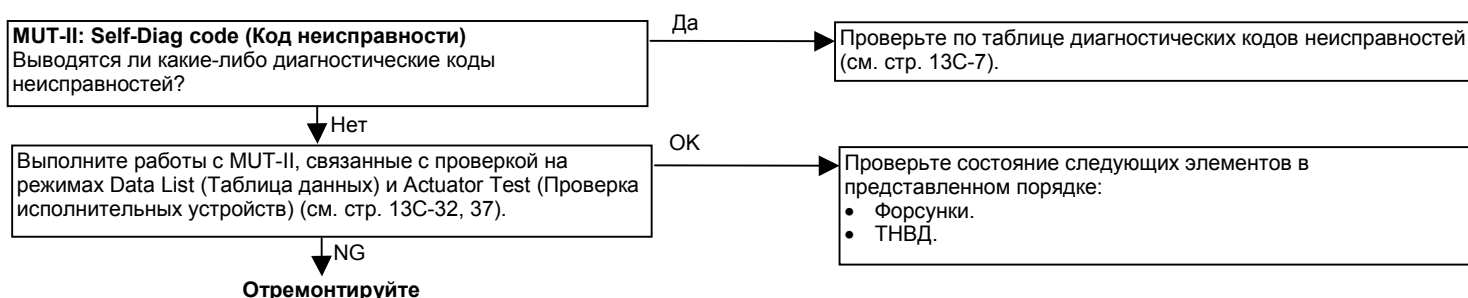 MUT-II: Self-Diag code (Код неисправности)
Выводятся ли какие-либо диагностические коды
неисправностей?
Да
Проверьте по таблице диагностических кодов неисправностей
(см. стр. 13C-7).
Нет
Выполните работы с MUT-II, связанные с проверкой на
режимах Data List (Таблица данных) и Actuator Test (Проверка
исполнительных устройств) (см. стр. 13C-32, 37).
OK
Проверьте состояние следующих элементов в
представленном порядке:
• Форсунки.
• ТНВД.
NG
Отремонтируйте